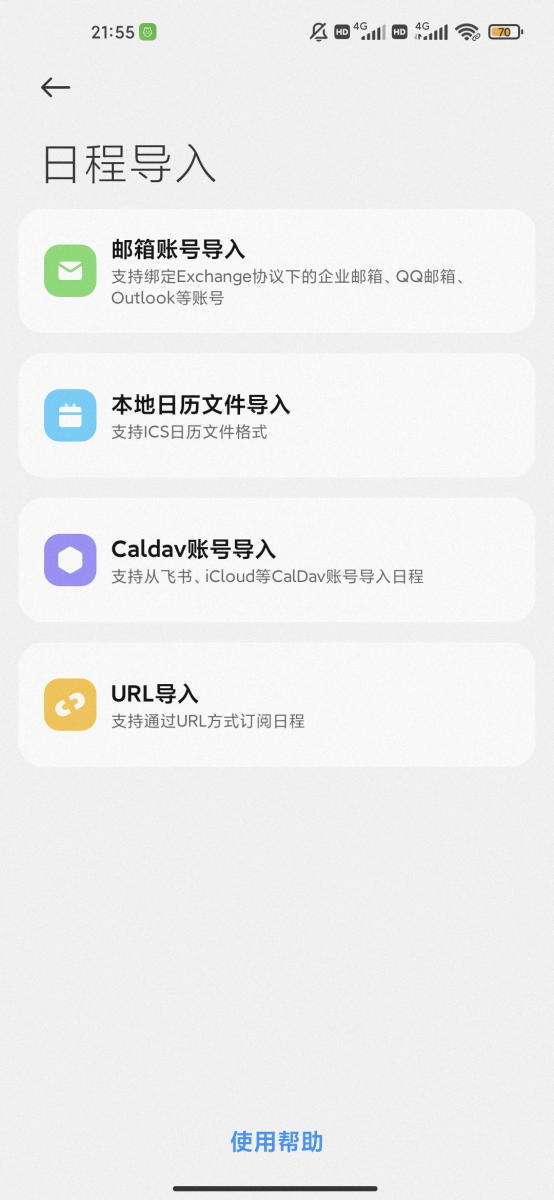 21:55
HD 4G HD 4G 70
日程导入
邮箱账号导入
支持绑定Exchange协议下的企业邮箱、QQ邮箱、
Outlook等账号
本地日历文件导入
支持ICS日历文件格式
Caldav账号导入
支持从飞书、iCloud等CalDav账号导入日程
URL导入
支持通过URL方式订阅日程
使用帮助